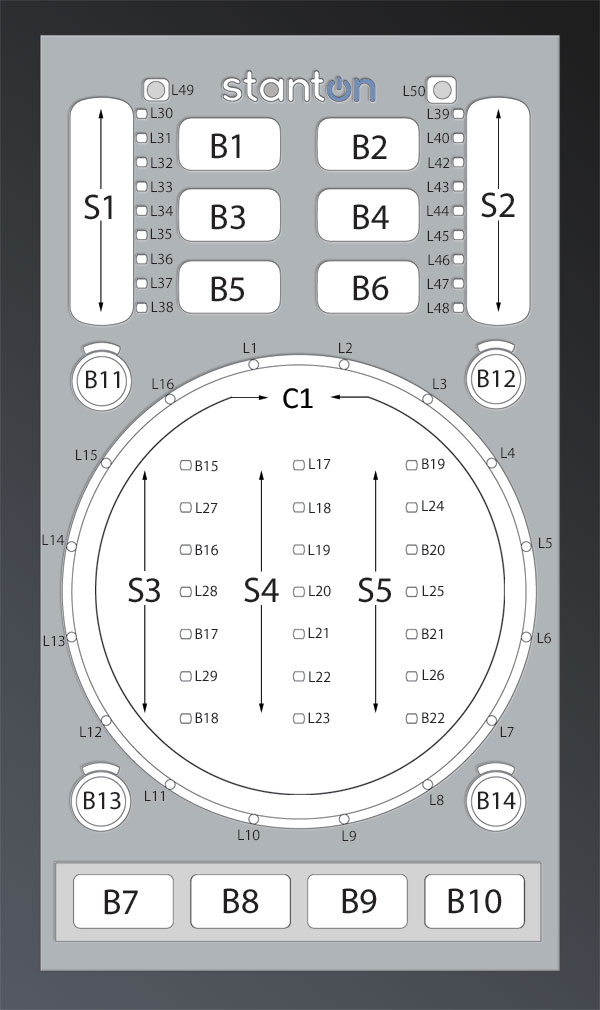 L49 stanton L50
L30 L39
L31 B1 B2 L40
L32 L42
L33 L43
S1 L34 B3 B4 L44 S2
L35 L45
L36 L46
L37 B5 B6 L47
L38 L48
L1 L2
B11 B12
L16 C1 L3
L15 L4
B15 L17 B19
L27 L18 L24
L14 L5
B16 L19 B20
S3 L28 S4 L20 S5 L25
L13 B17 L21 B21 L6
L29 L22 L26
B18 L23 B22
L12 L7
B13 L11 L8 B14
L10 L9
B7 B8 B9 B10